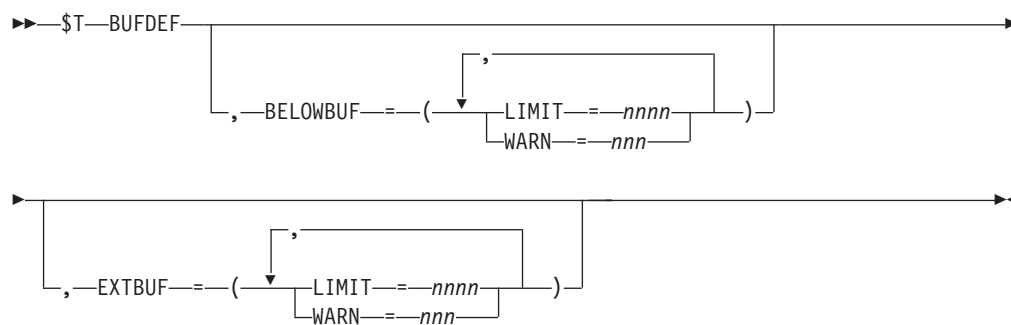 $T BUFDEF
,
, BELOWBUF = ( LIMIT = nnnn )
WARN = nnn
,
, EXTBUF = ( LIMIT = nnnn )
WARN = nnn